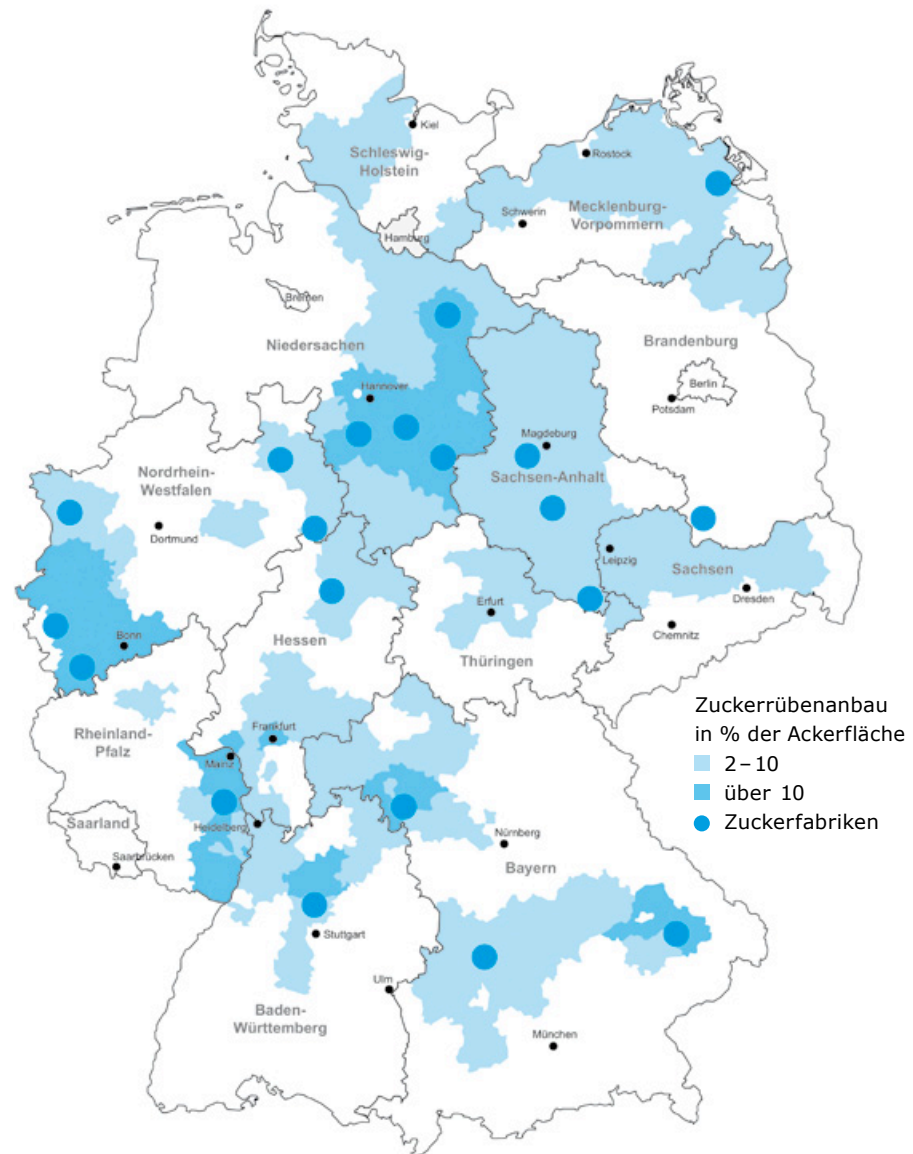 Kiel
Schleswig-
Holstein
Rostock
Mecklenburg-
Vorpommern
Schwerin
Hamburg
Bremen
Niedersachen
Brandenburg
Hannover
Berlin
Potsdam
Magdeburg
Sachsen-Anhalt
Nordrhein-
Westfalen
Dortmund
Leipzig
Sachsen
Dresden
Erfurt
Chemnitz
Bonn
Hessen
Thüringen
Rheinland-
Pfalz
Frankfurt
Mainz
Saarland
Heidelberg
Saarbrücken
Nürnberg
Bayern
Stuttgart
Ulm
Baden-
Württemberg
München
Zuckerrübenanbau
in % der Ackerfläche
2–10
über 10
Zuckerfabriken